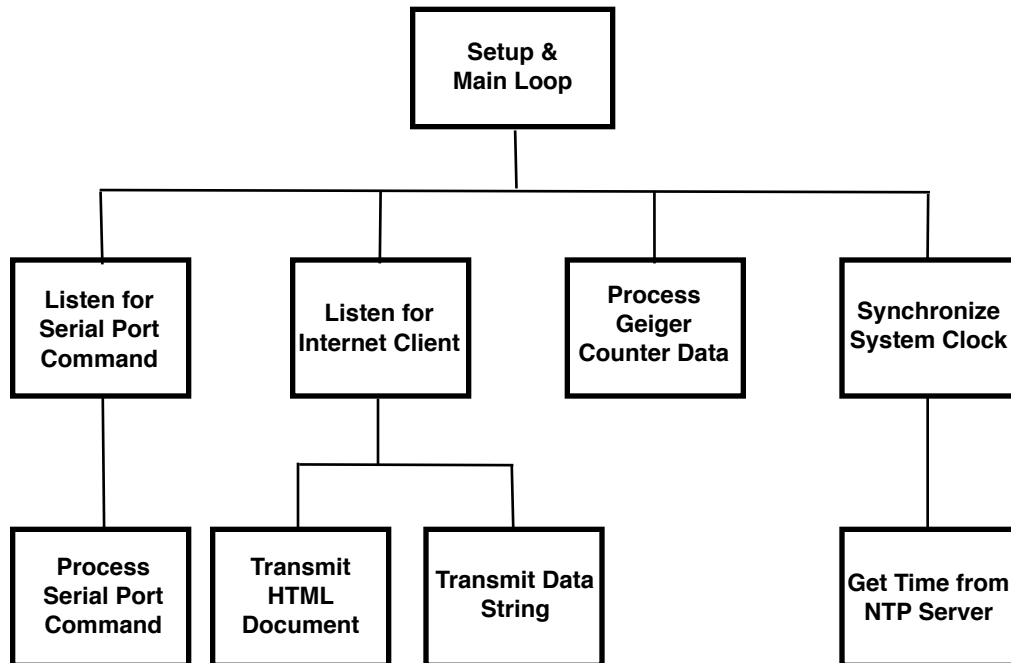 Setup &
Main Loop
Listen for
Serial Port
Command
Listen for
Internet Client
Process
Geiger
Counter Data
Synchronize
System Clock
Process
Serial Port
Command
Transmit
HTML
Document
Transmit Data
String
Get Time from
NTP Server